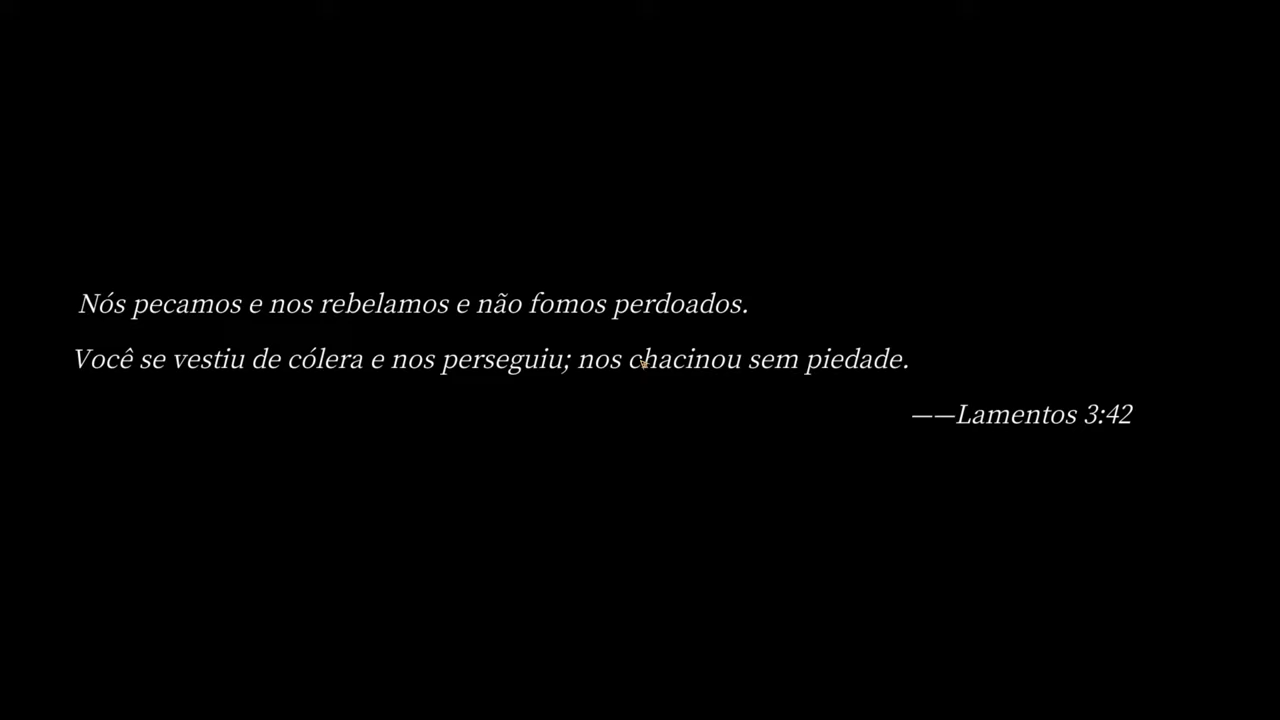 Nós pecamos e nos rebelamos e não fomos perdoados.
Você se vestiu de cólera e nos perseguiu; nos chacinou sem piedade.
——Lamentos 3:42